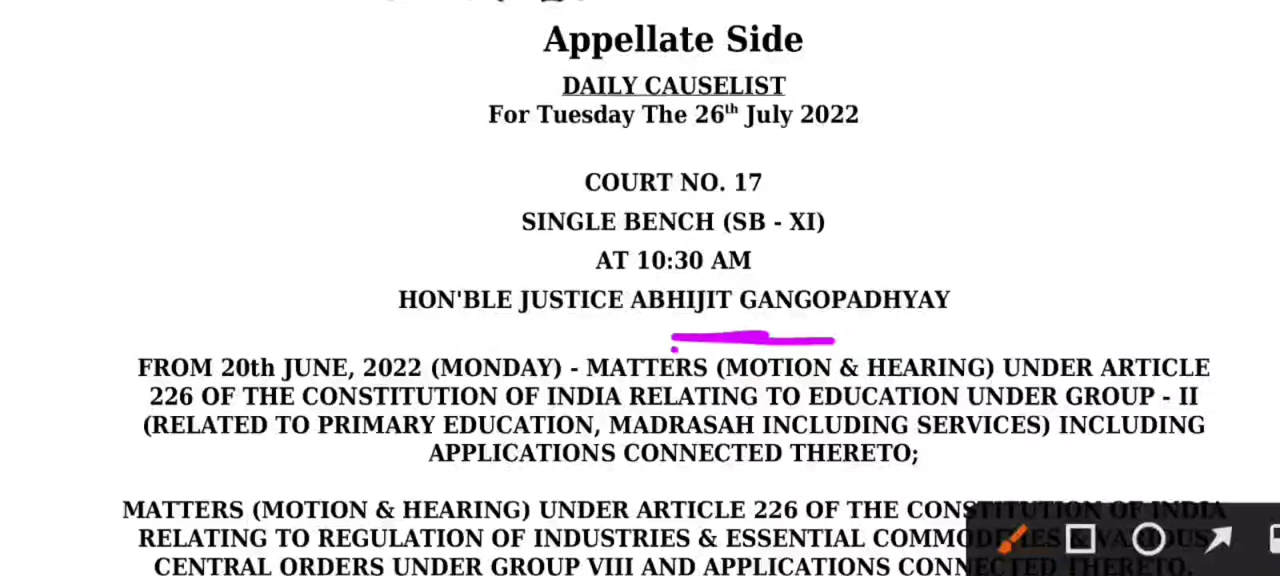 Appellate Side
DAILY CAUSELIST
For Tuesday The 26th July 2022
COURT NO. 17
SINGLE BENCH (SB - XI)
AT 10:30 AM
HON'BLE JUSTICE ABHIJIT GANGOPADHYAY
FROM 20th JUNE, 2022 (MONDAY) - MATTERS (MOTION & HEARING) UNDER ARTICLE
226 OF THE CONSTITUTION OF INDIA RELATING TO EDUCATION UNDER GROUP - II
(RELATED TO PRIMARY EDUCATION, MADRASAH INCLUDING SERVICES) INCLUDING
APPLICATIONS CONNECTED THERETO;
MATTERS (MOTION & HEARING) UNDER ARTICLE 226 OF THE CONSTITUTION OF INDIA
RELATING TO REGULATION OF INDUSTRIES & ESSENTIAL COMMODITIES & VARIOUS
CENTRAL ORDERS UNDER GROUP VIII AND APPLICATIONS CONNECTED THERETO.